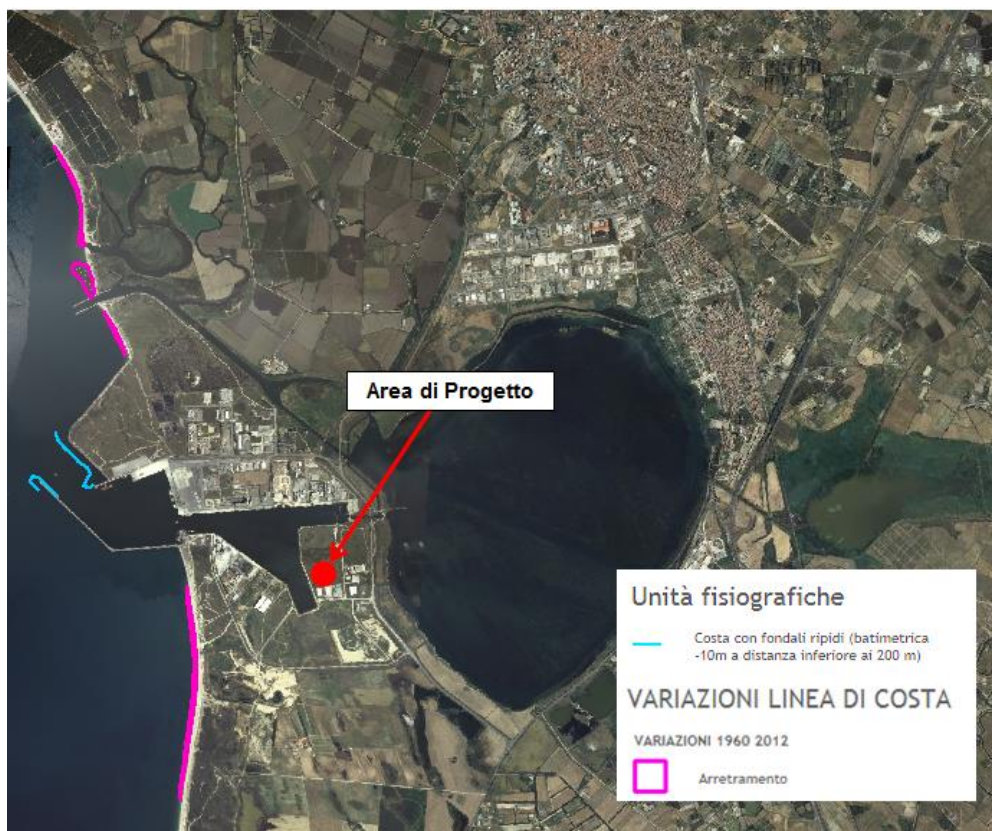 Area di Progetto
Unità fisiografiche
Costa con fondali ripidi (batimetrica
-10m a distanza inferiore ai 200 m)
VARIAZIONI LINEA DI COSTA
VARIAZIONI 1960 2012
Arretramento